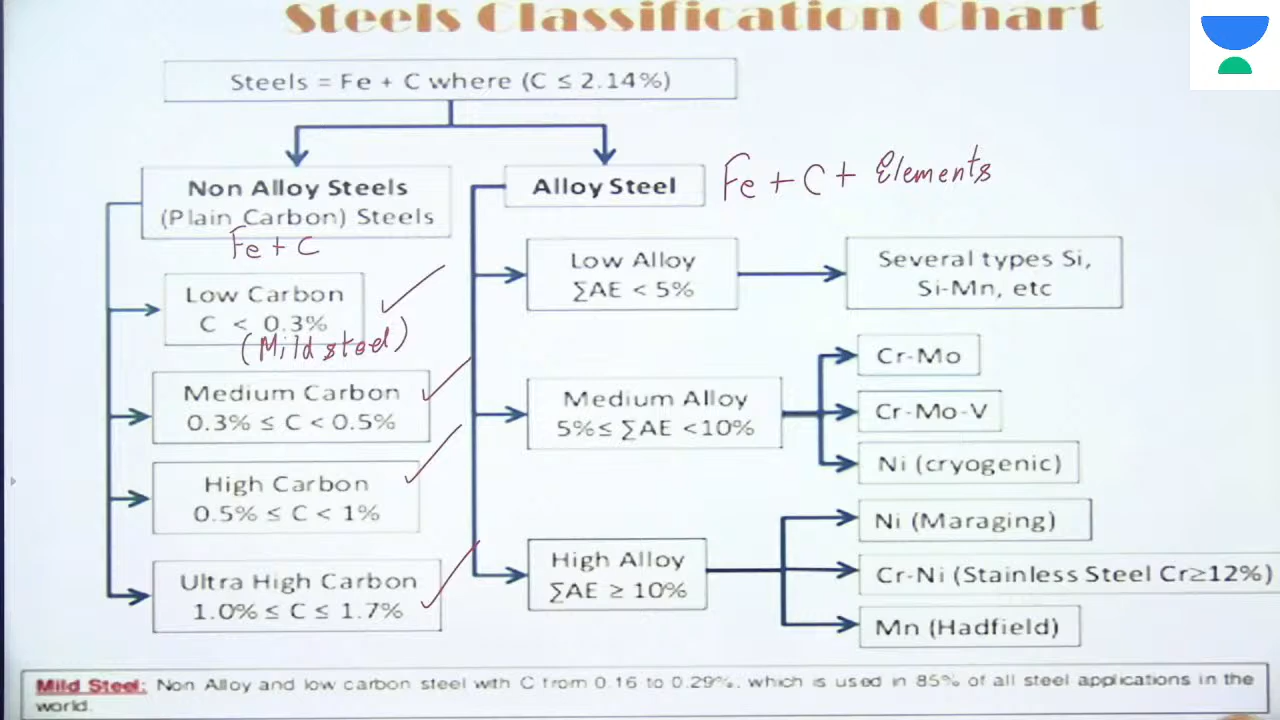 Steels Classification Chart
Steels = Fe + C where (C ≤ 2.14%)
Non Alloy Steels
(Plain Carbon) Steels
Fe + C
Low Carbon
C < 0.3%
(Mild steel)
Medium Carbon
0.3% ≤ C < 0.5%
High Carbon
0.5% ≤ C < 1%
Ultra High Carbon
1.0% ≤ C ≤ 1.7%
Alloy Steel
Fe + C + Elements
Low Alloy
∑AE < 5%
Several types Si,
Si-Mn, etc
Medium Alloy
5%≤ ∑AE <10%
Cr-Mo
Cr-Mo-V
Ni (cryogenic)
High Alloy
∑AE ≥ 10%
Ni (Maraging)
Cr-Ni (Stainless Steel Cr≥12%)
Mn (Hadfield)
Mild Steel: Non Alloy and low carbon steel with C from 0.16 to 0.29%, which is used in 85% of all steel applications in the
world.